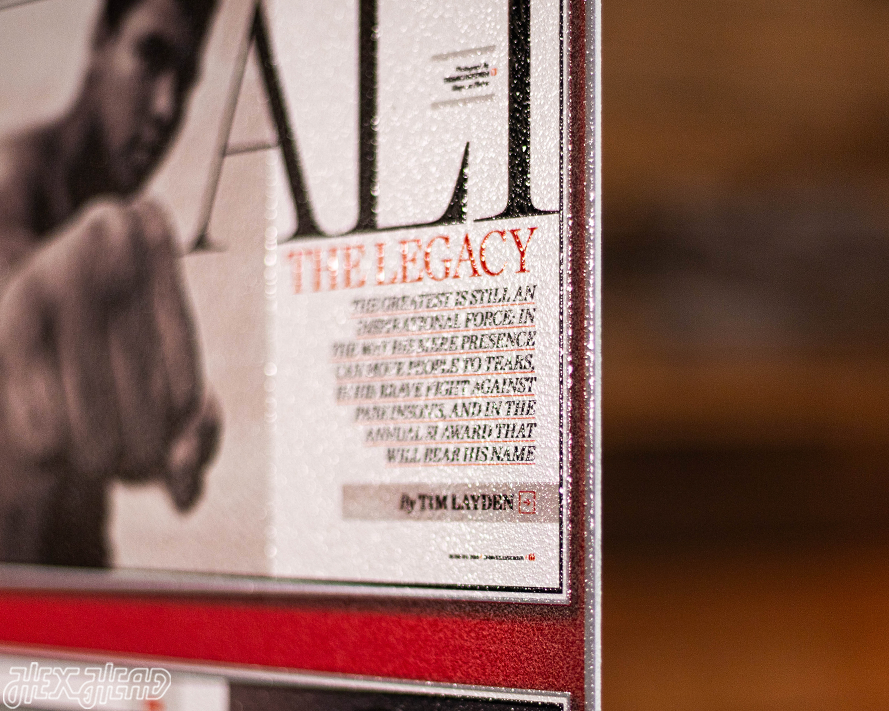 ALI
THE LEGACY
THE GREATEST IS STILL AN
INSPIRATIONAL FORCE: IN
THE WAY HIS MERE PRESENCE
CAN MOVE PEOPLE TO TEARS,
IN HIS BRAVE FIGHT AGAINST
PARKINSON'S, AND IN THE
ANNUAL SI AWARD THAT
WILL BEAR HIS NAME
By TIM LAYDEN
HEX HEAD